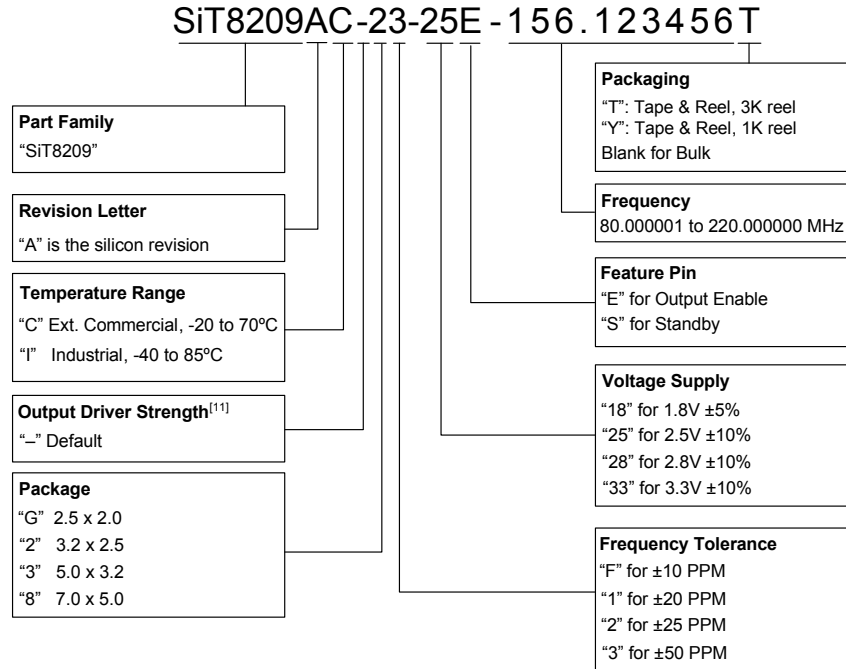 SiT8209AC-23-25E-156.123456T
Part Family
“SiT8209”
Revision Letter
“A” is the silicon revision
Temperature Range
“C” Ext. Commercial, -20 to 70ºC
“I” Industrial, -40 to 85ºC
Output Driver Strength[11]
“–” Default
Package
“G” 2.5 x 2.0
“2” 3.2 x 2.5
“3” 5.0 x 3.2
“8” 7.0 x 5.0
Packaging
“T”: Tape & Reel, 3K reel
“Y”: Tape & Reel, 1K reel
Blank for Bulk
Frequency
80.000001 to 220.000000 MHz
Feature Pin
“E” for Output Enable
“S” for Standby
Voltage Supply
“18” for 1.8V ±5%
“25” for 2.5V ±10%
“28” for 2.8V ±10%
“33” for 3.3V ±10%
Frequency Tolerance
“F” for ±10 PPM
“1” for ±20 PPM
“2” for ±25 PPM
“3” for ±50 PPM